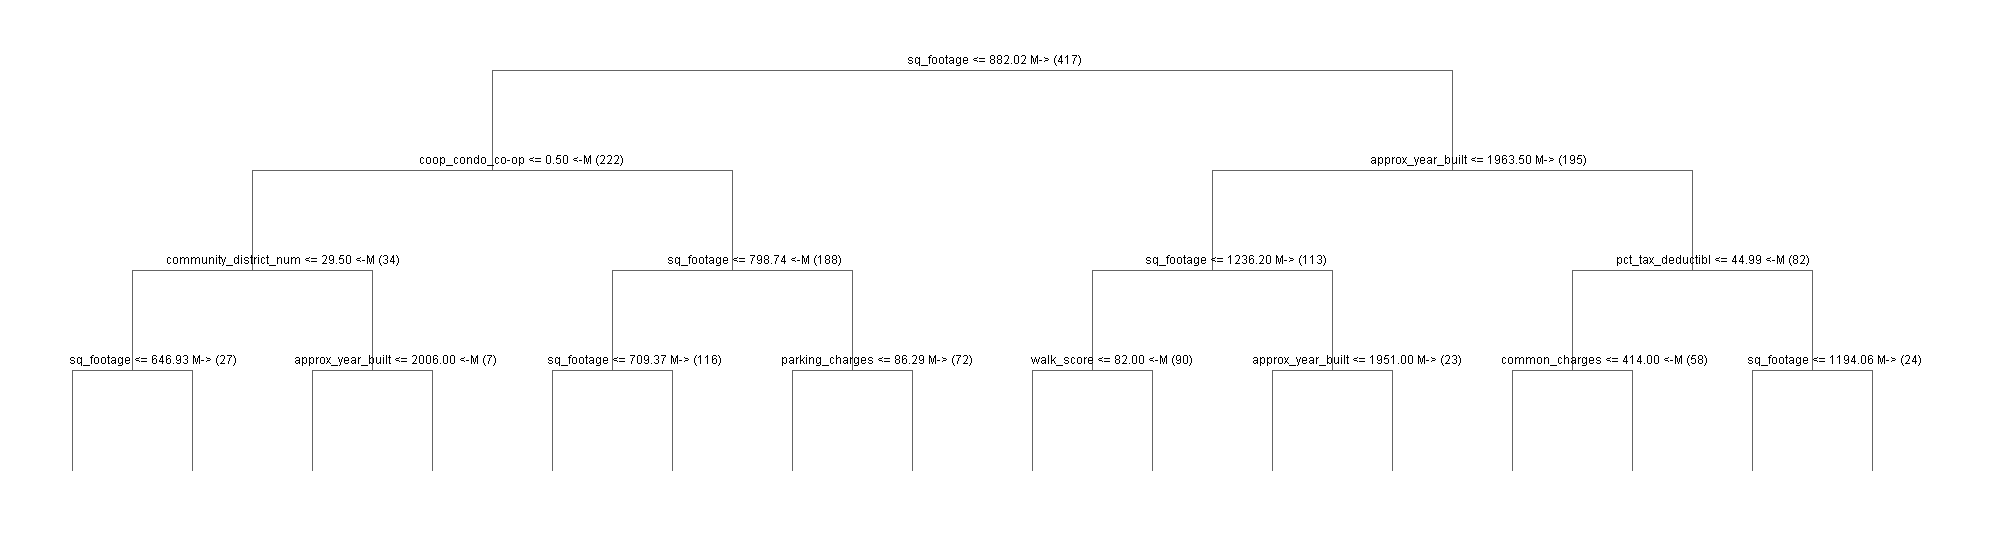 sq_footage <= 882.02 M-> (417)
coop_condo_co-op <= 0.50 <-M (222)
approx_year_built <= 1963.50 M-> (195)
community_district_num <= 29.50 <-M (34)
sq_footage <= 798.74 <-M (188)
sq_footage <= 1236.20 M-> (113)
pct_tax_deductibl <= 44.99 <-M (82)
sq_footage <= 646.93 M-> (27)
approx_year_built <= 2006.00 <-M (7)
sq_footage <= 709.37 M-> (116)
parking_charges <= 86.29 M-> (72)
walk_score <= 82.00 <-M (90)
approx_year_built <= 1951.00 M-> (23)
common_charges <= 414.00 <-M (58)
sq_footage <= 1194.06 M-> (24)